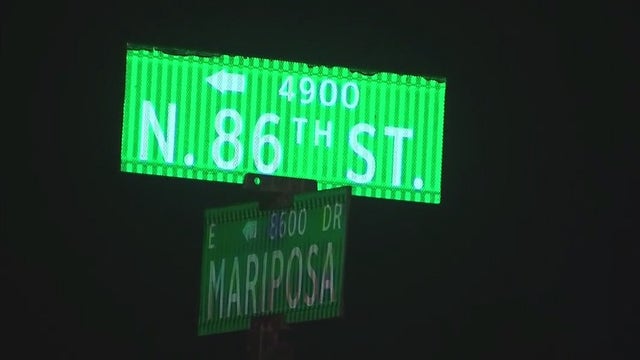 4900
N. 86TH ST.
E 8600 DR
MARIPOSA